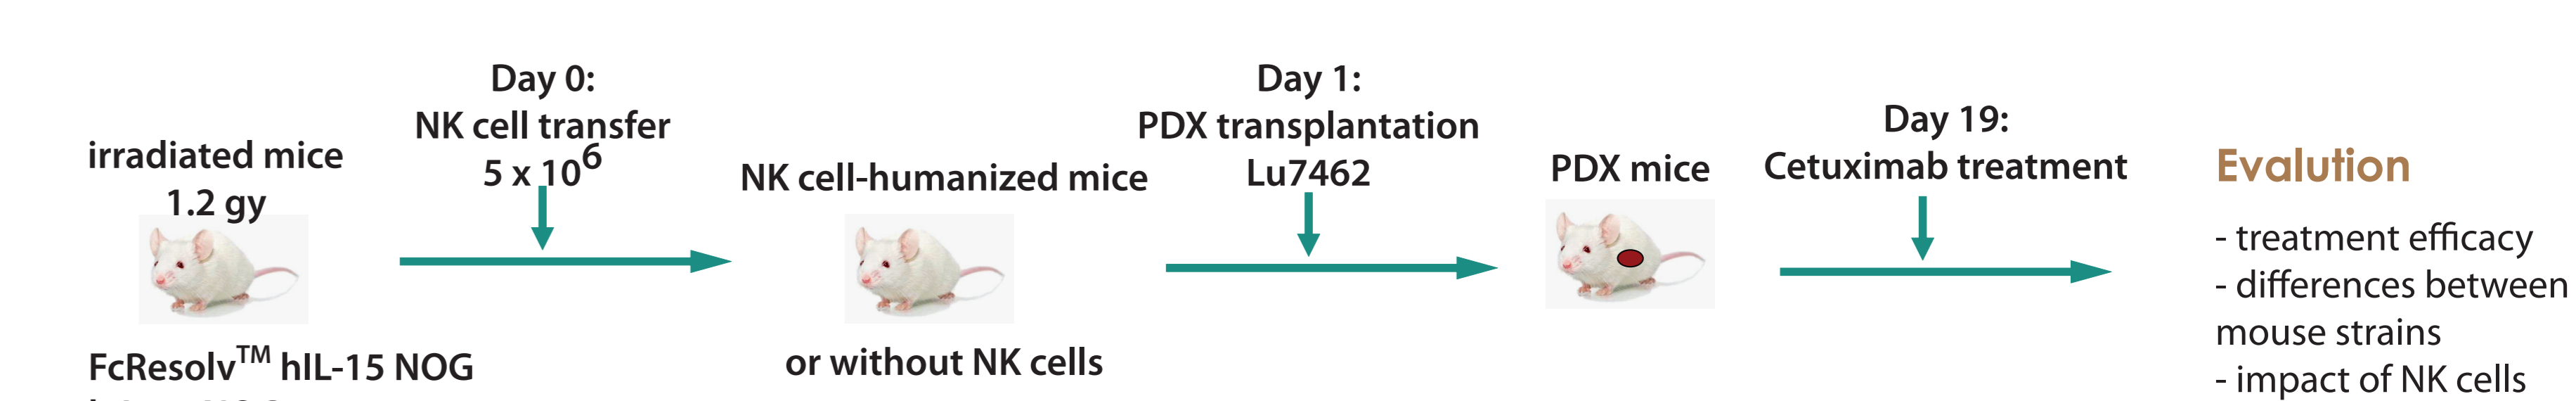 irradiated mice
1.2 gy
FcResolv™ hIL-15 NOG
Day 0:
NK cell transfer
5 x 10⁶
NK cell-humanized mice
or without NK cells
Day 1:
PDX transplantation
Lu7462
PDX mice
Day 19:
Cetuximab treatment
Evalution
- treatment efficacy
- differences between
mouse strains
- impact of NK cells